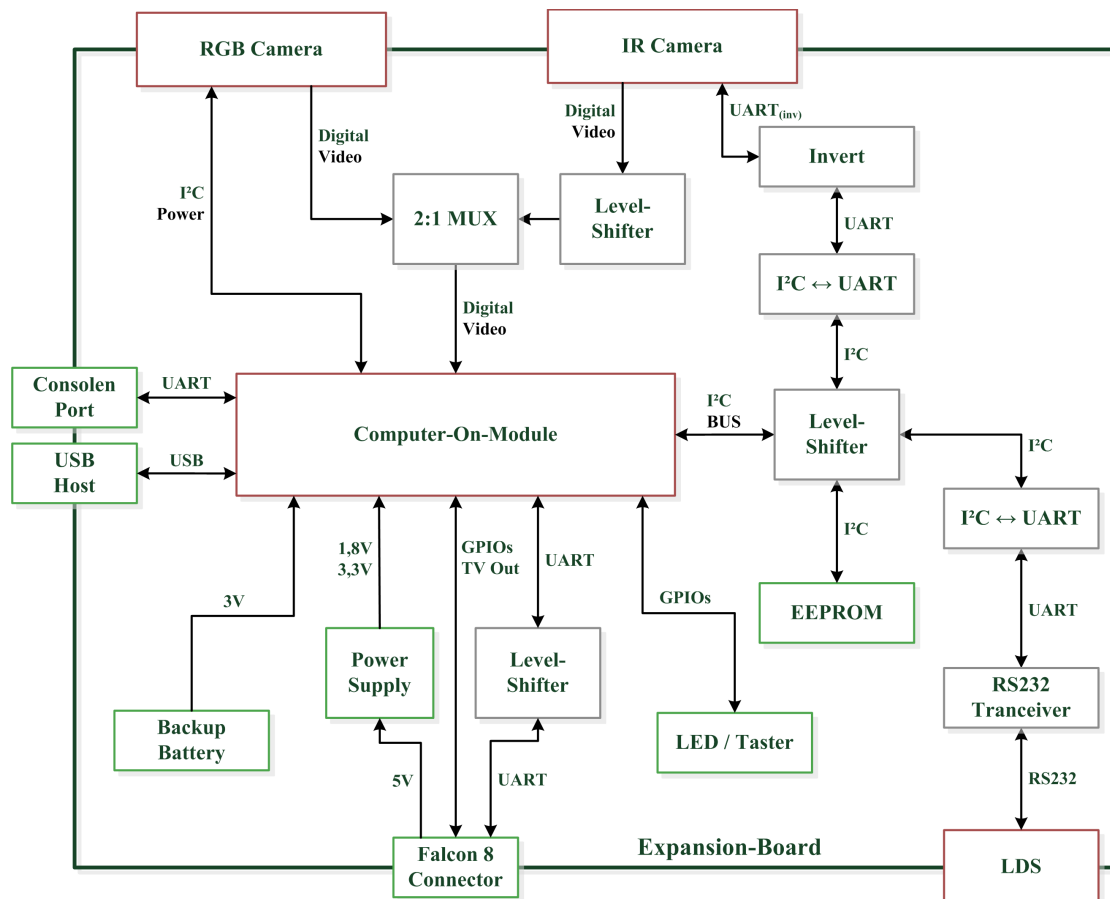 RGB Camera
IR Camera
Digital
Video
Digital
Video
UART(inv)
Invert
I²C
Power
2:1 MUX
Level-
Shifter
UART
I²C ↔ UART
Digital
Video
I²C
Consolen
Port
UART
Computer-On-Module
I²C
BUS
Level-
Shifter
I²C
USB
Host
USB
I²C ↔ UART
1,8V
3,3V
GPIOs
TV Out
UART
I²C
3V
GPIOs
EEPROM
UART
Power
Supply
Level-
Shifter
RS232
Tranceiver
Backup
Battery
LED / Taster
5V
UART
RS232
Falcon 8
Connector
Expansion-Board
LDS